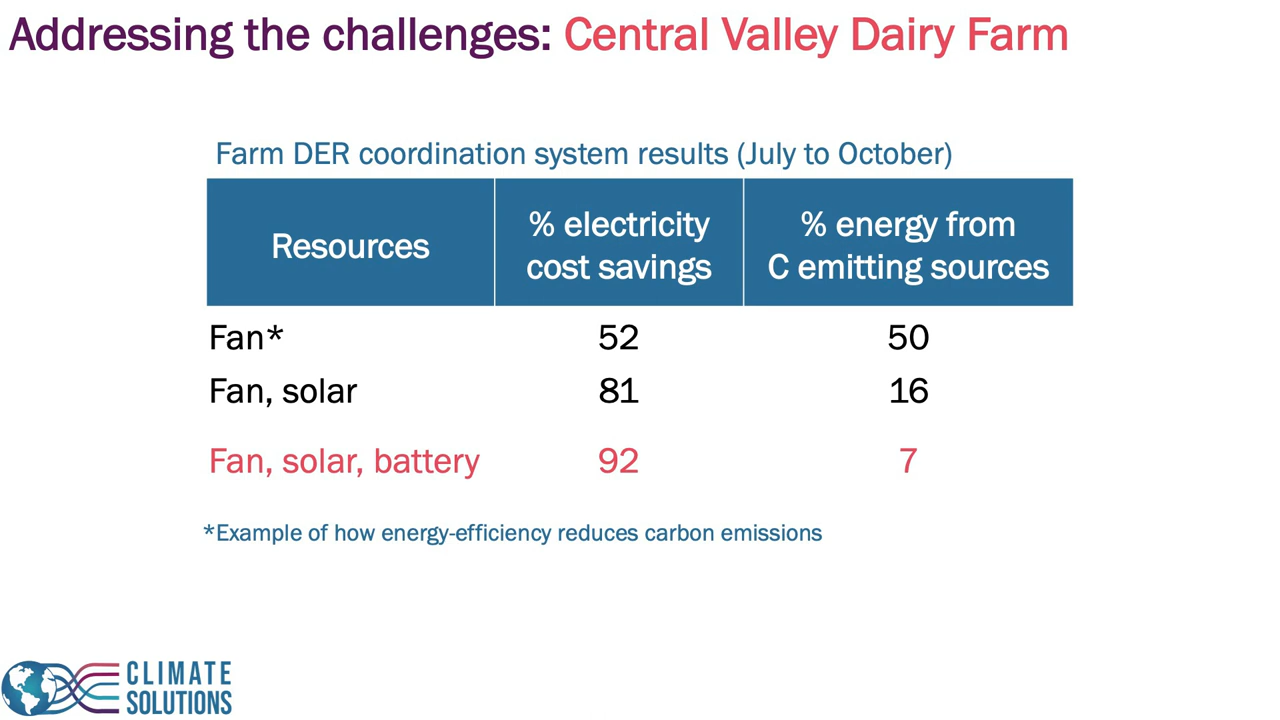 Addressing the challenges: Central Valley Dairy Farm
Farm DER coordination system results (July to October)
Resources
% electricity
cost savings
% energy from
C emitting sources
Fan* 52 50
Fan, solar 81 16
Fan, solar, battery 92 7
*Example of how energy-efficiency reduces carbon emissions
CLIMATE
SOLUTIONS